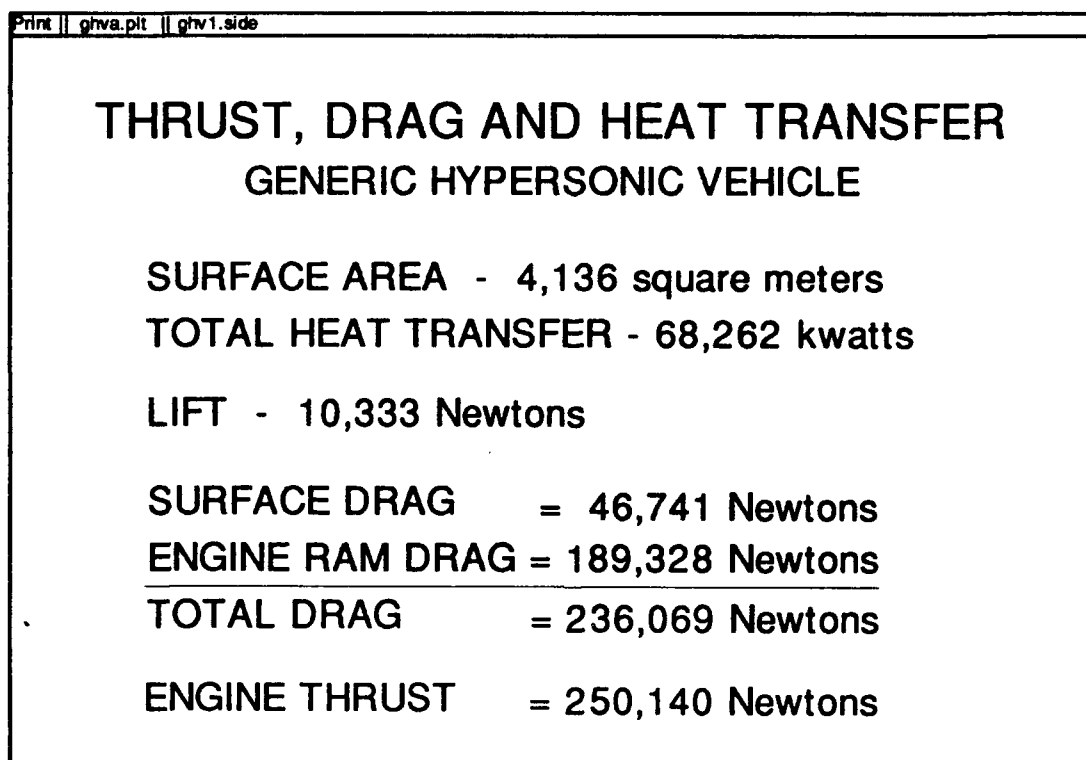 Print || ghva.plt || ghv1.side
THRUST, DRAG AND HEAT TRANSFER
GENERIC HYPERSONIC VEHICLE
SURFACE AREA - 4,136 square meters
TOTAL HEAT TRANSFER - 68,262 kwatts
LIFT - 10,333 Newtons
SURFACE DRAG = 46,741 Newtons
ENGINE RAM DRAG = 189,328 Newtons
TOTAL DRAG = 236,069 Newtons
ENGINE THRUST = 250,140 Newtons